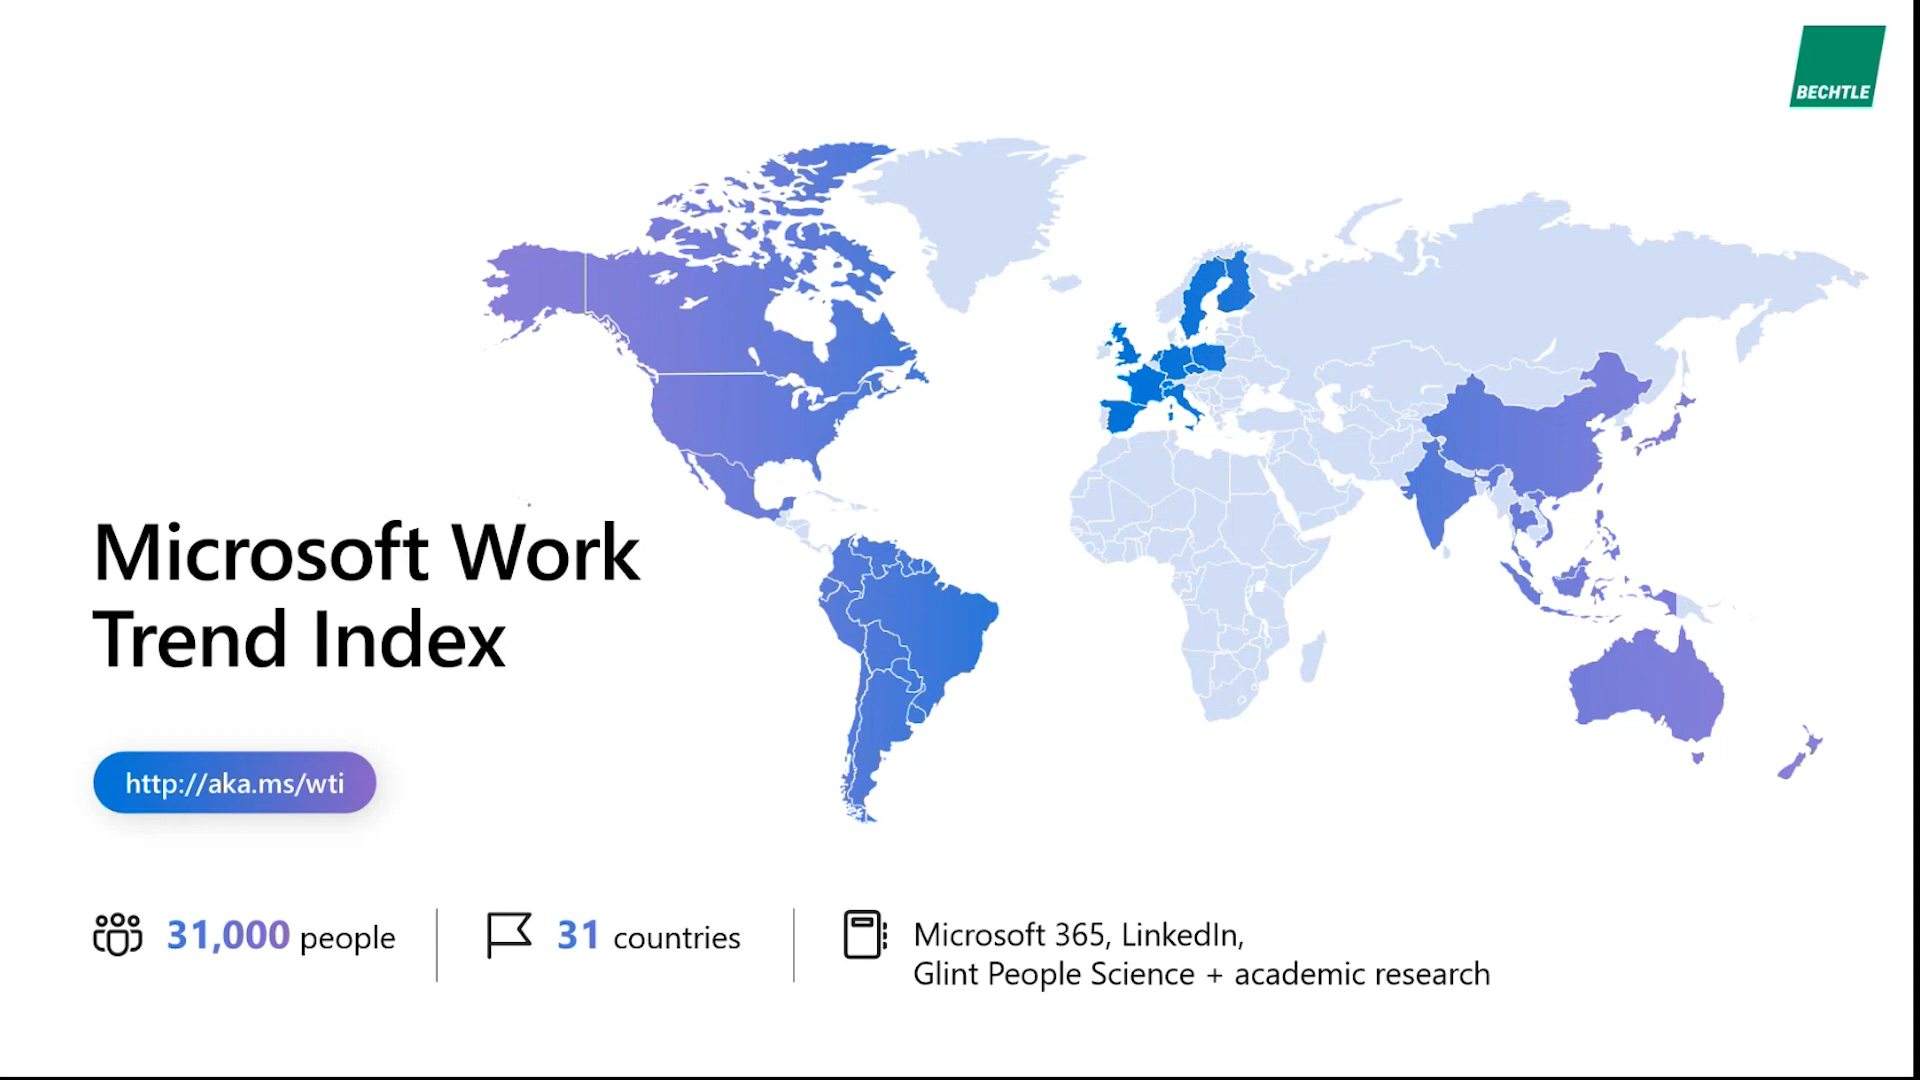 BECHTLE
Microsoft Work
Trend Index
http://aka.ms/wti
31,000 people
31 countries
Microsoft 365, LinkedIn,
Glint People Science + academic research